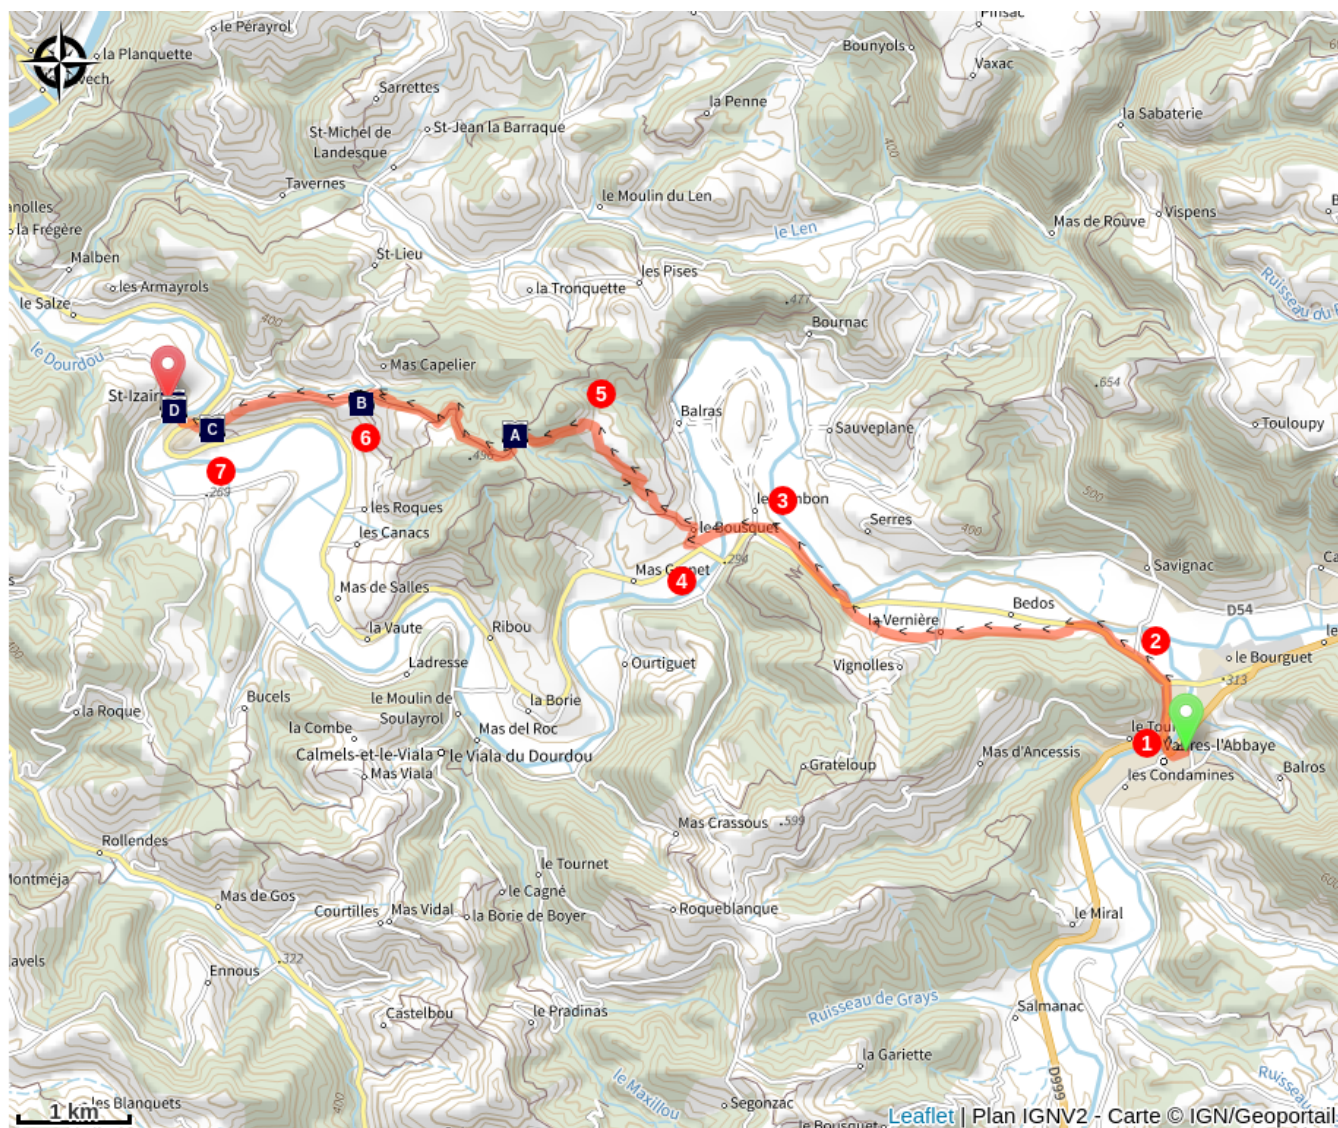 le Pérayrol
Pinsac
la Planquette
Bounyols
Vaxac
Sarrettes
la Penne
la Sabaterie
St-Michel de
Landesque
St-Jean la Barraque
400
Tavernes
le Moulin du Len
Vispens
Mas de Rouve
la Frégère
le Len
St-Lieu
Malben
les Pises
les Armayrols
la Tronquette
le Salze
477
400
Bournac
le Dourdou
Mas Capelier
654
5
B
D
C
Balras
Sauveplane
Touloupy
A
6
496
7
269
500
3
les Roques
Serres
400
les Canacs
le Bousquet
294
Savignac
4
Mas de Salles
Bedos
D54
la Vernière
la Vaute
Ribou
2
le Bourguet
Ladresse
Ourtiguet
Vignolles
313
Bucels
le Moulin de
Soulayrol
la Borie
la Roque
la Combe
Mas del Roc
1
Calmels-et-le-Viala
le Viala du Dourdou
Mas d'Ancessis
Mas Viala
Grateloup
les Condamines
Balros
Mas Crassous
599
Rollendes
le Tournet
Mas de Gos
le Cagné
Courtilles
Mas Vidal
la Borie de Boyer
Roqueblanque
le Miral
322
Ennous
Castelbou
le Pradinas
Ruisseau de Grays
Salmanac
la Gariette
le Maxillou
D999
400
les Blanquets
Segonzac
1 km
Leaflet | Plan IGNV2 - Carte © IGN/Geoportail